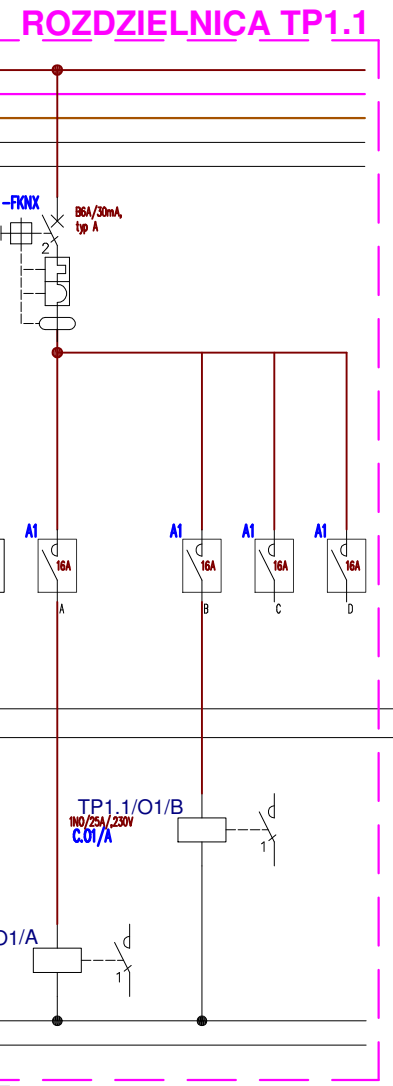 ROZDZIELNICA TP1.1
-FKNX
B6A/30mA,
typ A
2
A1 A1 A1 A1
16A 16A 16A 16A
A B C D
TP1.1/O1/B
1NO/25A/,230V
C.O1/A
1
O1/A
1